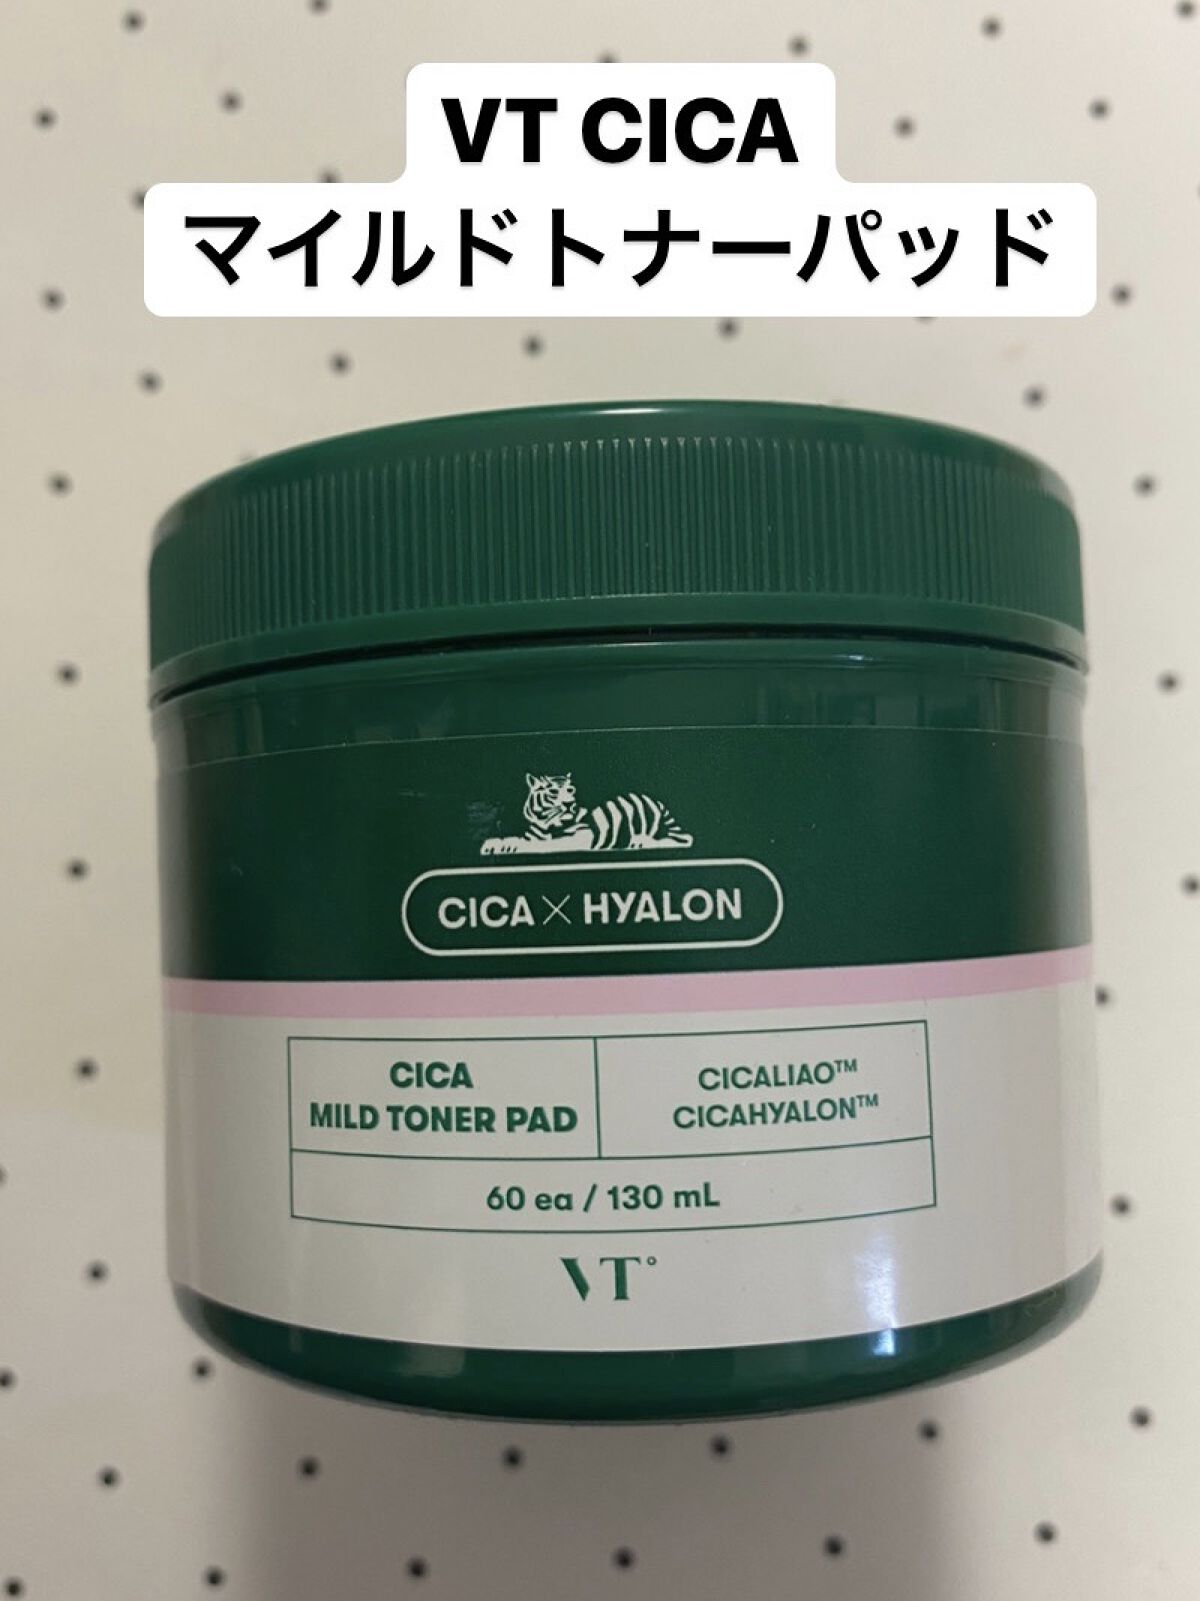 VT CICA
マイルドトナーパッド
CICA × HYALON
CICA
MILD TONER PAD
CICALIAO™
CICAHYALON™
60 ea / 130 mL
VT°